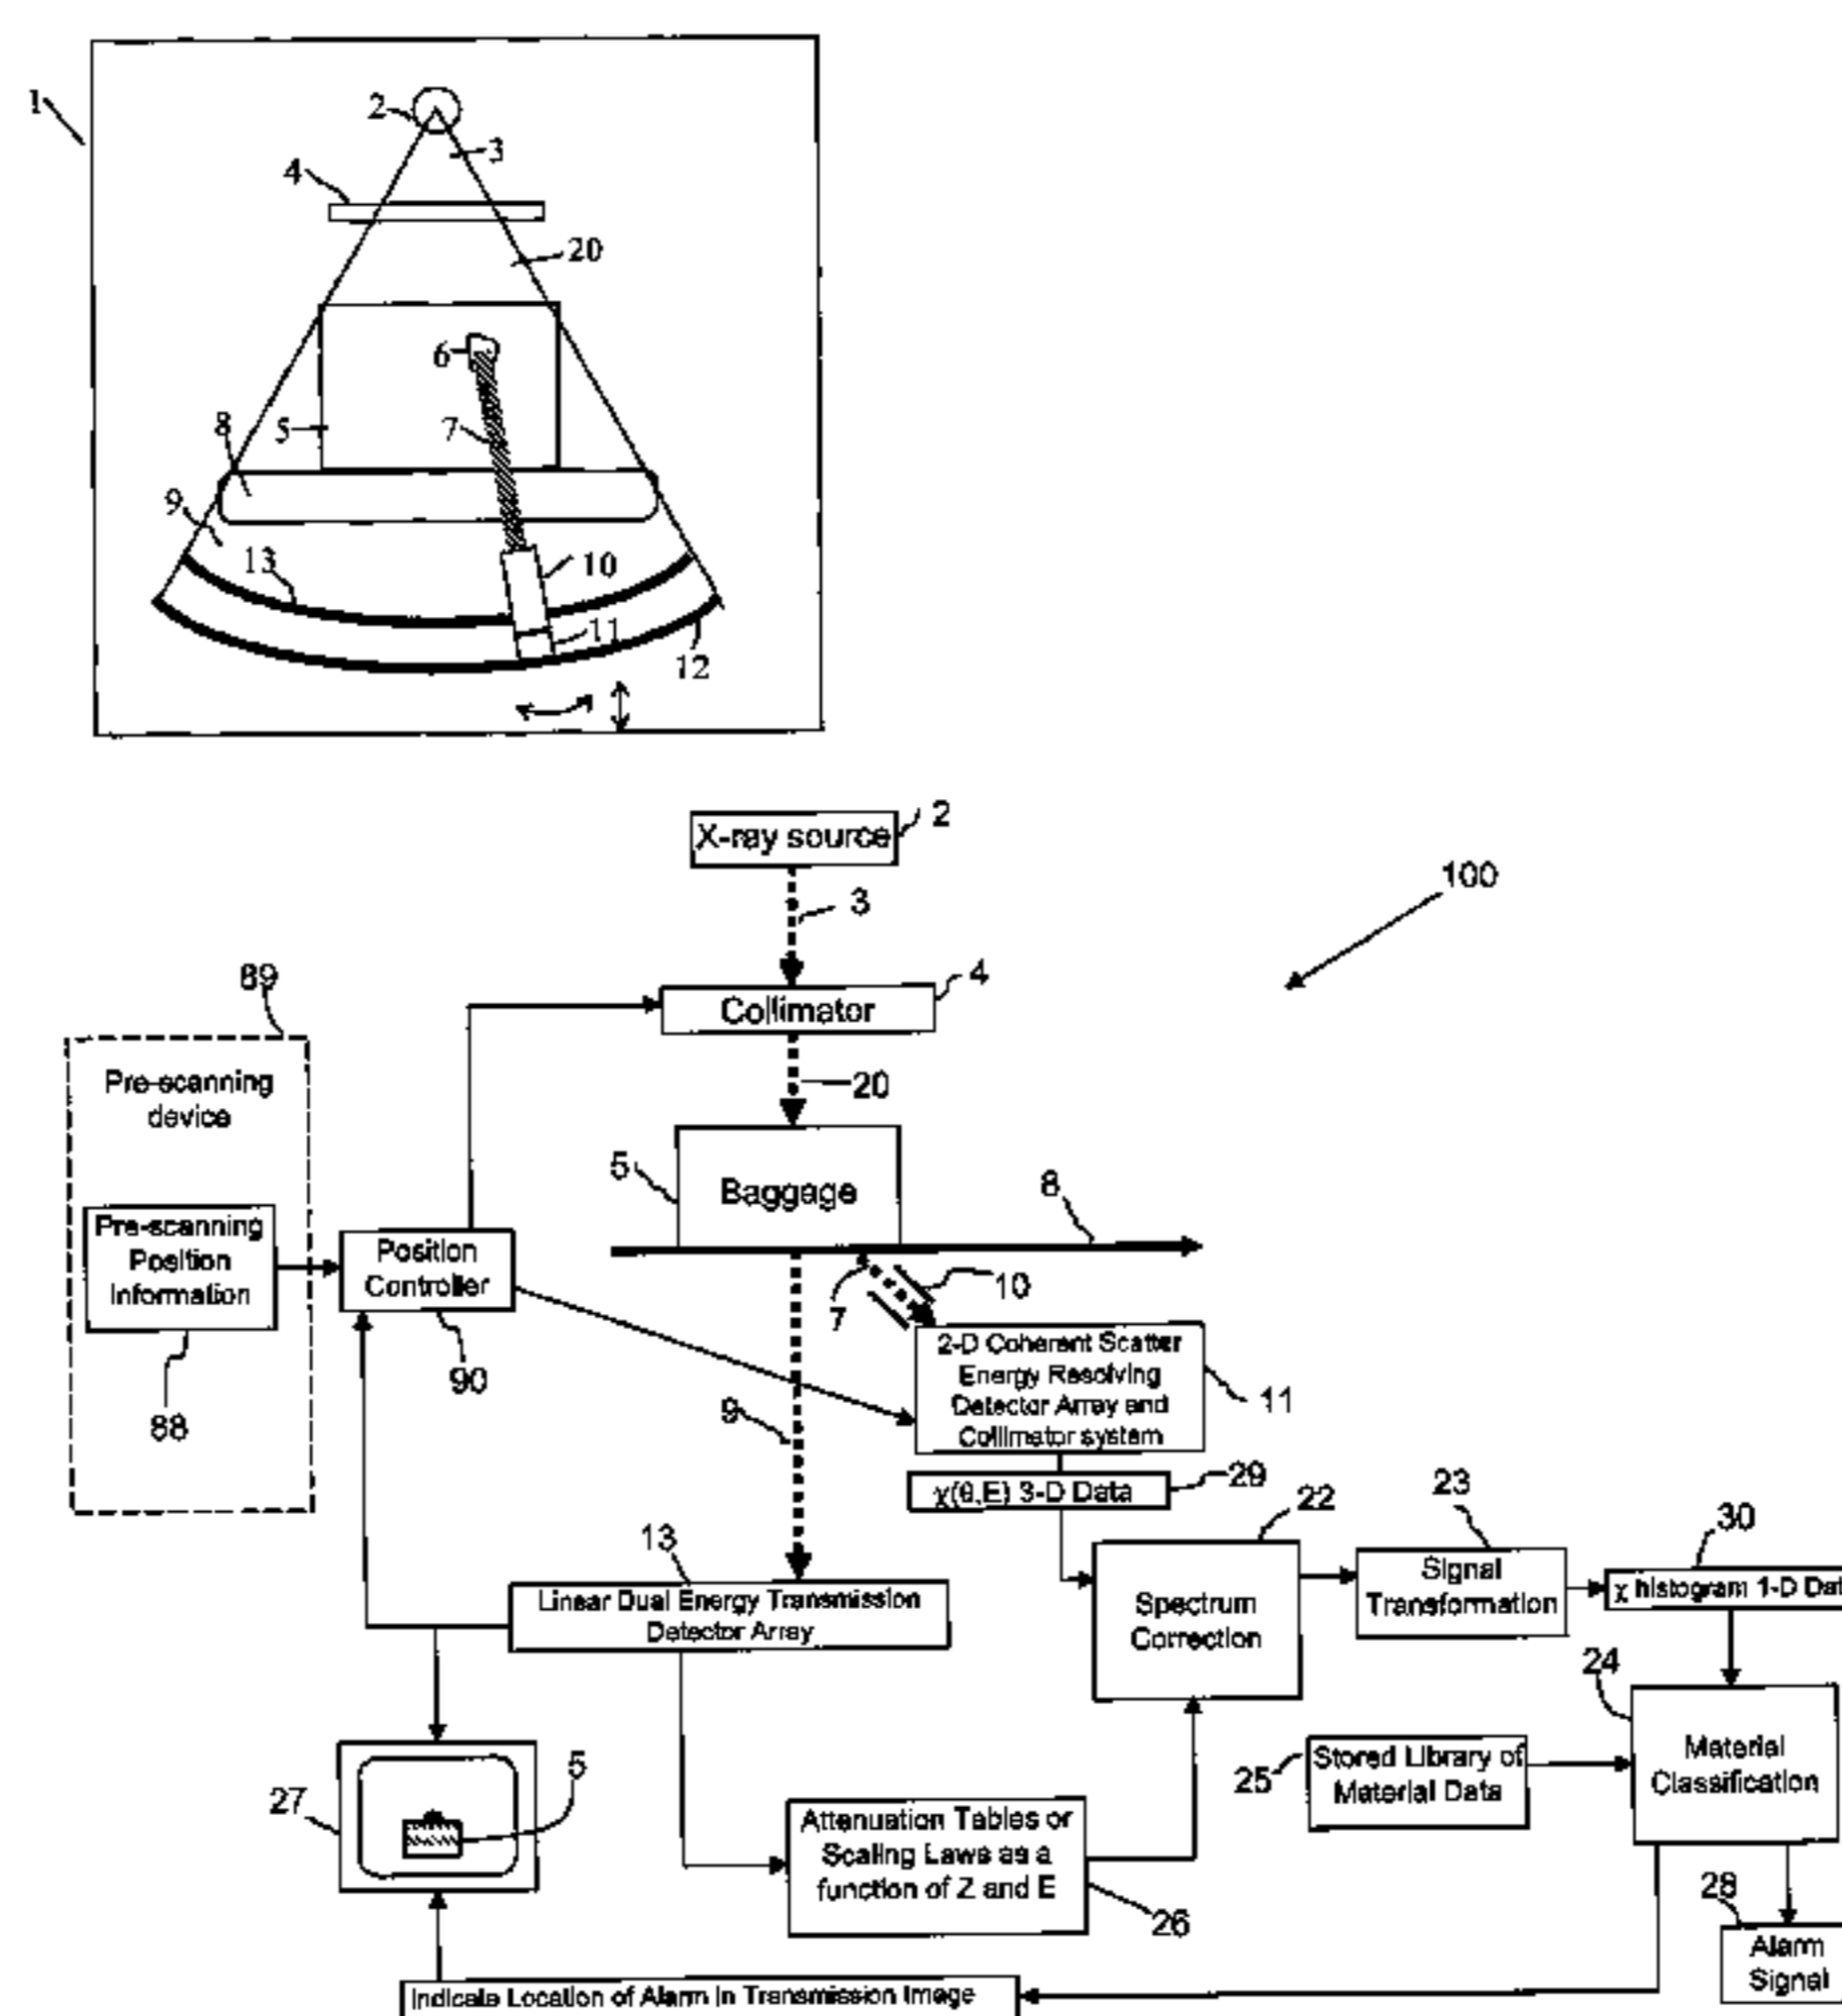 1
2
3
4
20
6
5
7
8
9
13
10
11
12
X-ray source
2
3
100
Collimator
4
89
20
Pre-scanning
device
Baggage
5
8
Pre-scanning
Position
Information
88
Position
Controller
90
7
10
2-D Coherent Scatter
Energy Resolving
Detector Array and
Collimator system
11
9
χ(θ,E) 3-D Data
29
22
23
30
13
Linear Dual Energy Transmission
Detector Array
Spectrum
Correction
Signal
Transformation
χ histogram 1-D Dat
24
Material
Classification
25
Stored Library of
Material Data
27
5
Attenuation Tables or
Scaling Laws as a
function of Z and E
26
28
Alarm
Signal
Indicate Location of Alarm in Transmission Image